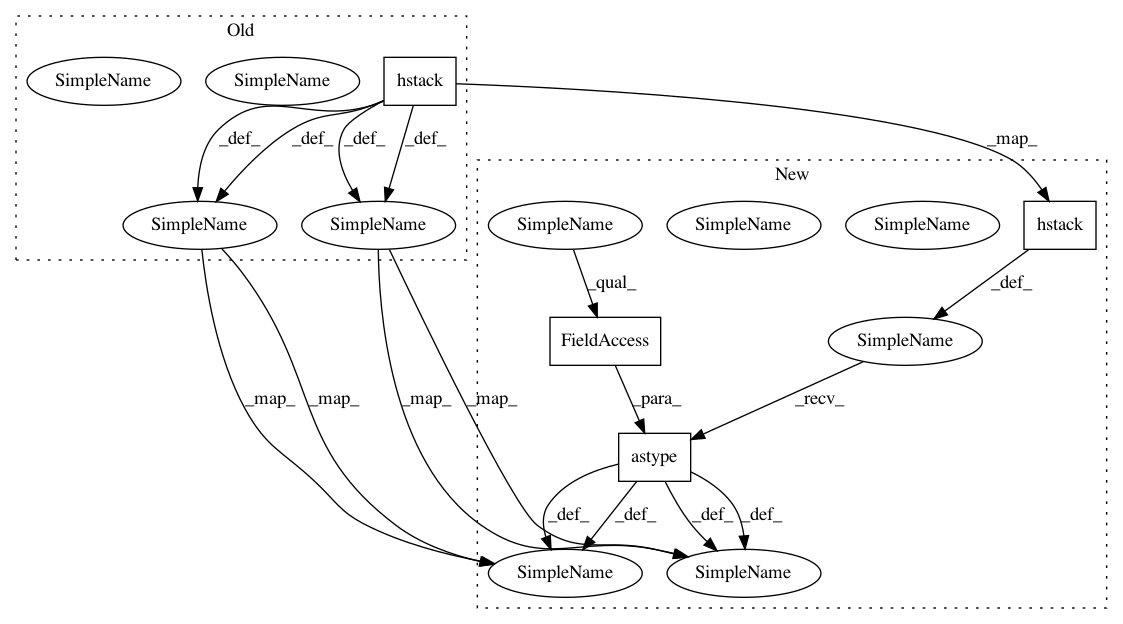 Old
SimpleName SimpleName hstack
_def_ _def_ _def_ _def_ _map_
New
SimpleName SimpleName SimpleName SimpleName SimpleName hstack
_qual_ _def_
FieldAccess SimpleName
_map_ _map_ _map_ _map_ _para_ _recv_
astype
_def_ _def_ _def_ _def_
SimpleName SimpleName